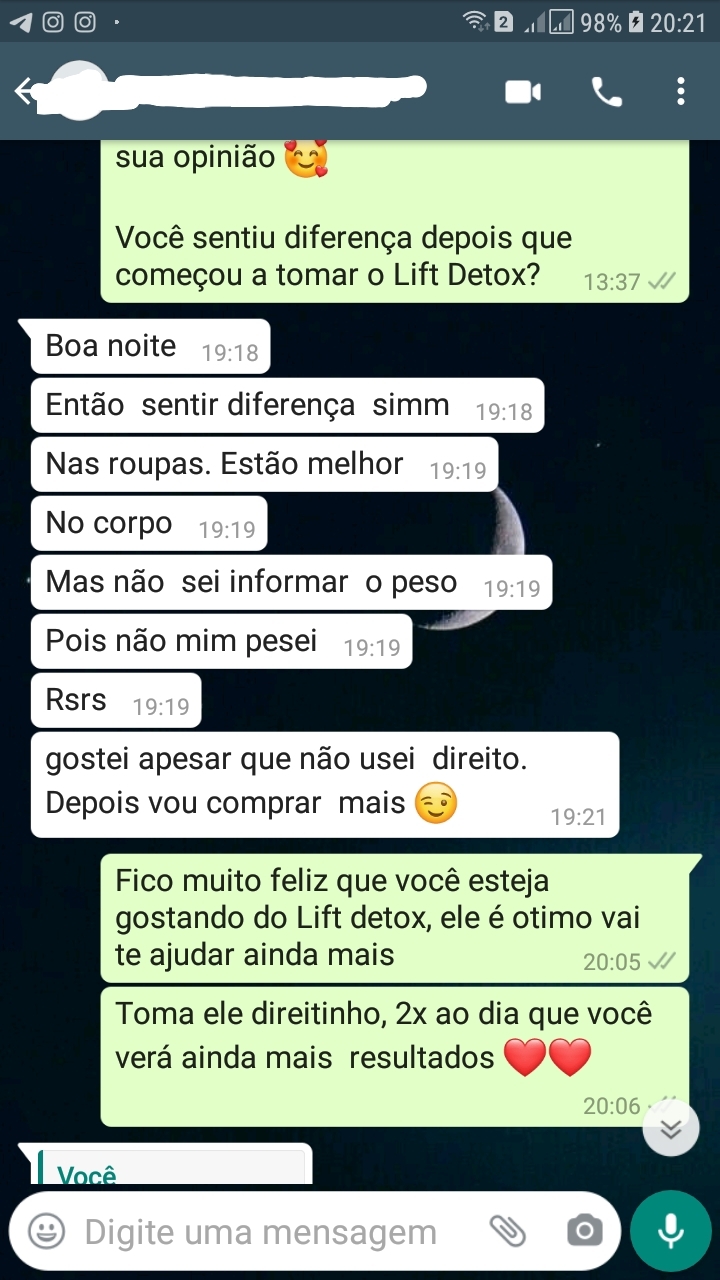 2 98% 20:21
sua opinião 🥰
Você sentiu diferença depois que
começou a tomar o Lift Detox? 13:37
Boa noite 19:18
Então sentir diferença simm 19:18
Nas roupas. Estão melhor 19:19
No corpo 19:19
Mas não sei informar o peso 19:19
Pois não mim pesei 19:19
Rsrs 19:19
gostei apesar que não usei direito.
Depois vou comprar mais 😉 19:21
Fico muito feliz que você esteja
gostando do Lift detox, ele é otimo vai
te ajudar ainda mais 20:05
Toma ele direitinho, 2x ao dia que você
verá ainda mais resultados ❤️❤️
20:06
Você
Digite uma mensagem